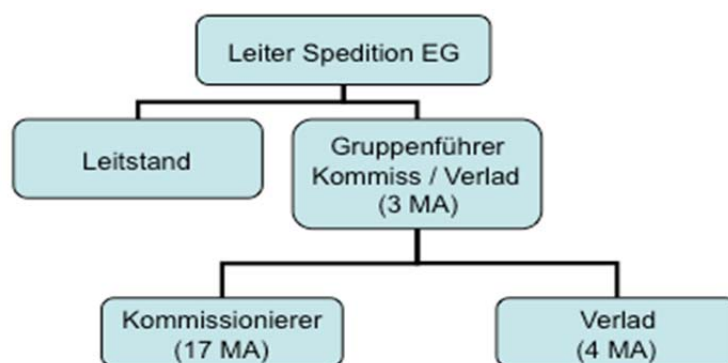 Leiter Spedition EG
Leitstand
Gruppenführer
Kommiss / Verlad
(3 MA)
Kommissionierer
(17 MA)
Verlad
(4 MA)